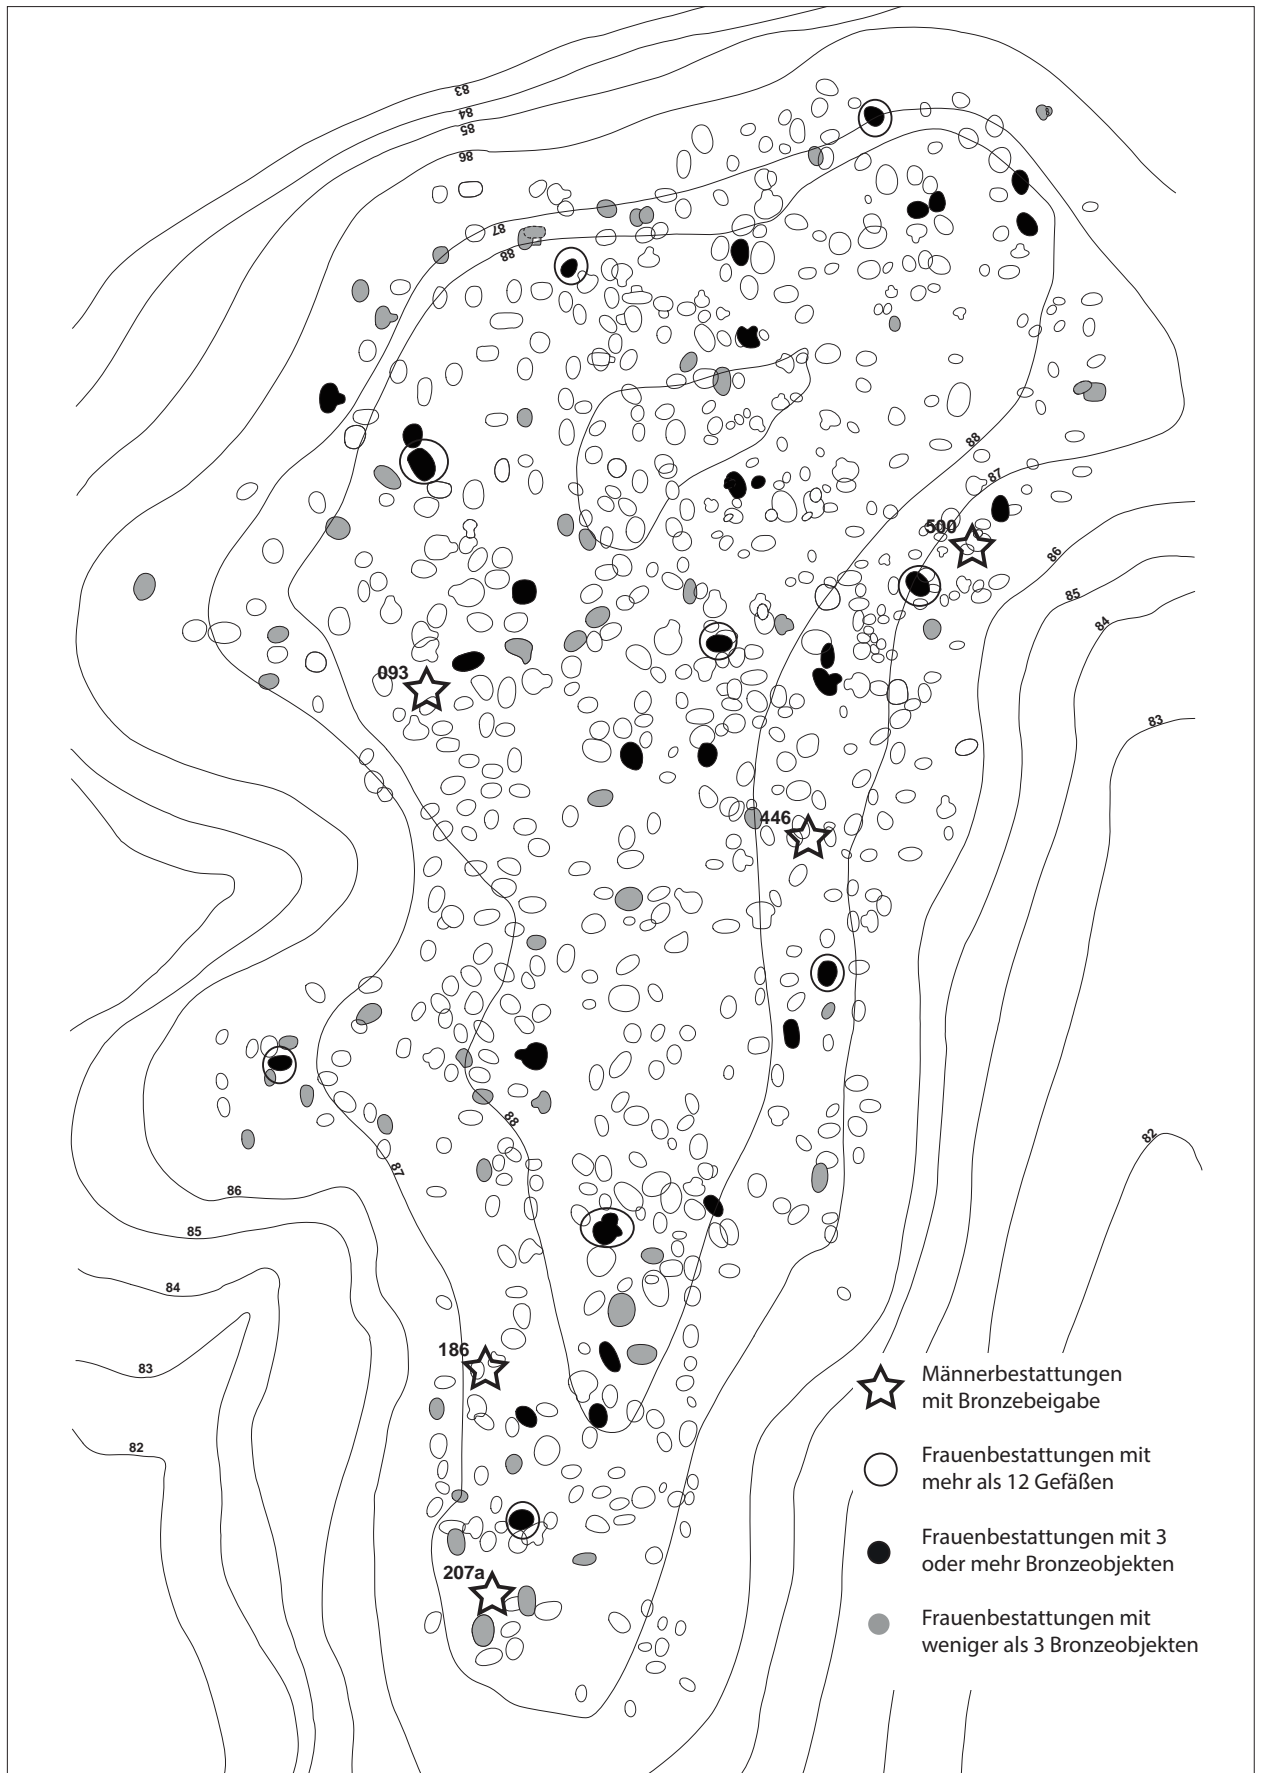 83
84
85
86
87
88
88
87
500
86
85
84
093
83
446
88
82
87
86
85
84
186
83
Männerbestattungen
mit Bronzebeigabe
82
Frauenbestattungen mit
mehr als 12 Gefäßen
Frauenbestattungen mit 3
oder mehr Bronzeobjekten
207a
Frauenbestattungen mit
weniger als 3 Bronzeobjekten